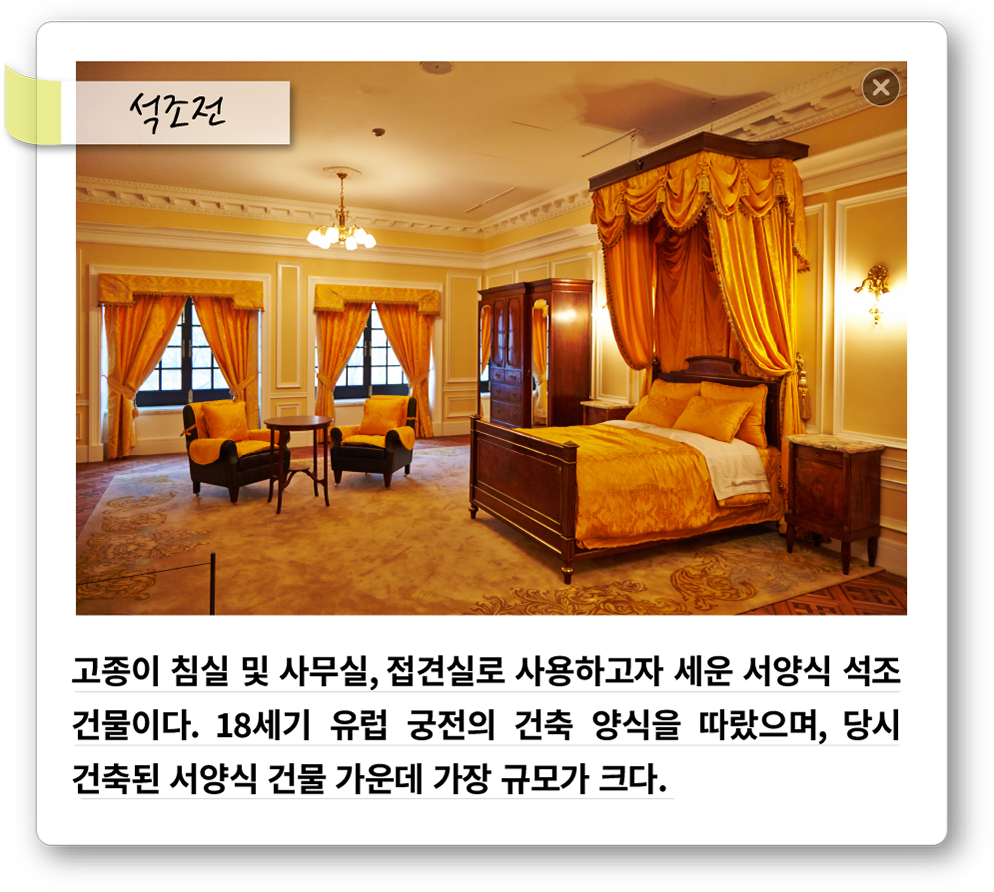 석조전
고종이 침실 및 사무실, 접견실로 사용하고자 세운 서양식 석조
건물이다. 18세기 유럽 궁전의 건축 양식을 따랐으며, 당시
건축된 서양식 건물 가운데 가장 규모가 크다.